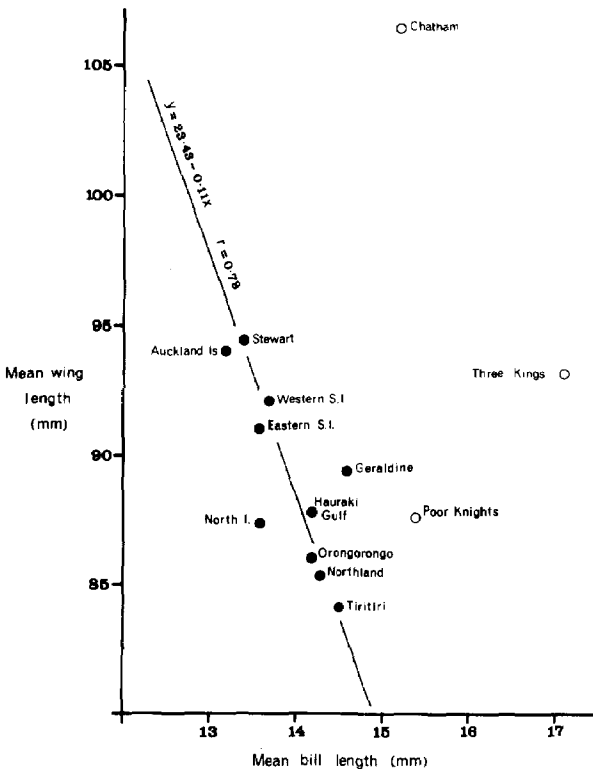 Chatham
105
y = 23·43 - 0·11x
r = 0·79
100
95
Stewart
Auckland Is
Mean wing
length
(mm)
Three Kings
Western S.I
Eastern S.I.
90
Geraldine
Hauraki
Gulf
North I.
Poor Knights
Orongorongo
Northland
85
Tiritiri
13
14
15
16
17
Mean bill length (mm)